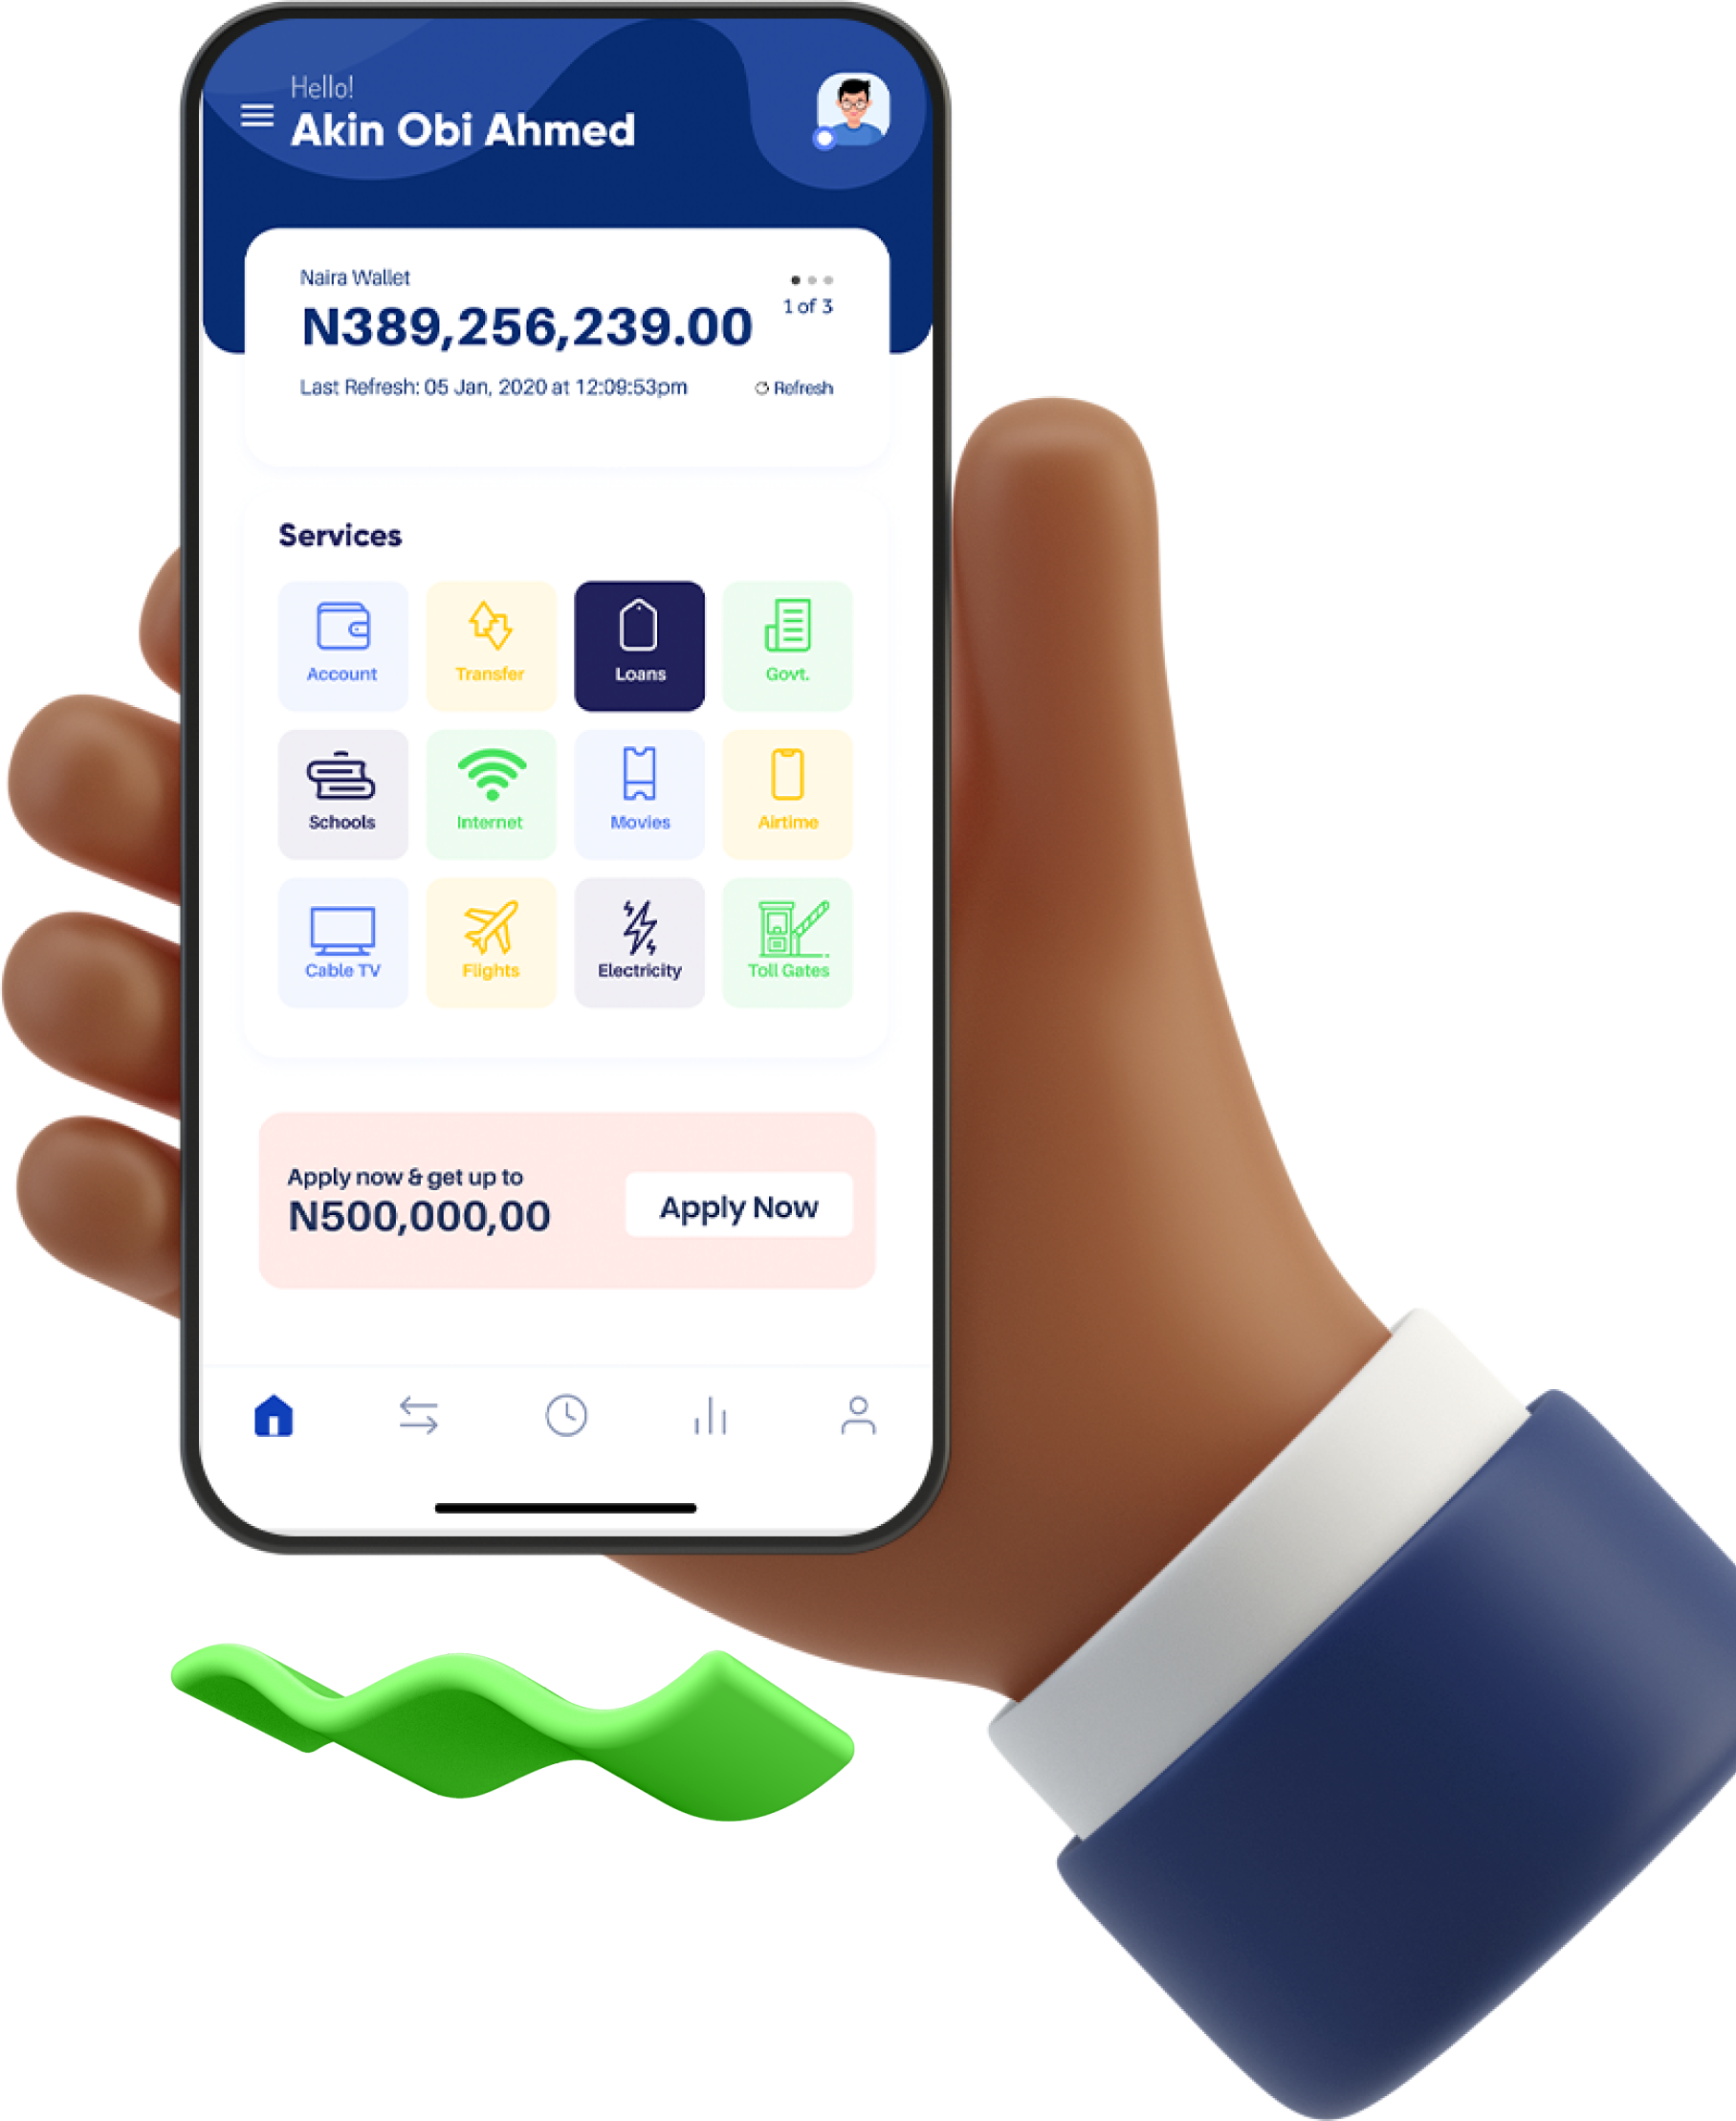 Hello!
Akin Obi Ahmed
Naira Wallet
1 of 3
N389,256,239.00
Last Refresh: 05 Jan, 2020 at 12:09:53pm
Refresh
Services
Account
Transfer
Loans
Govt.
Schools
Internet
Movies
Airtime
Cable TV
Flights
Electricity
Toll Gates
Apply now & get up to
N500,000,00
Apply Now